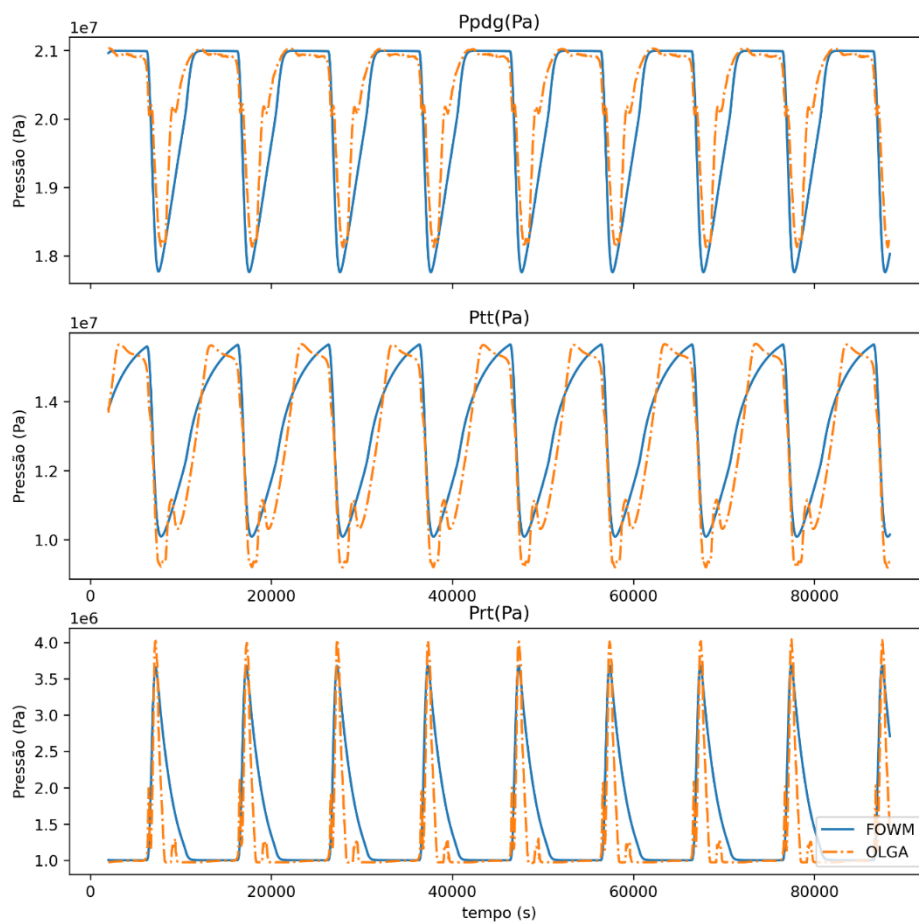 Ppdg(Pa)
1e7
2.1
2.0
1.9
1.8
Pressão (Pa)
Ptt(Pa)
1e7
1.4
1.2
1.0
Pressão (Pa)
0 20000 40000 60000 80000
Prt(Pa)
1e6
4.0
3.5
3.0
2.5
2.0
1.5
1.0
Pressão (Pa)
FOWM
OLGA
0 20000 40000 60000 80000
tempo (s)